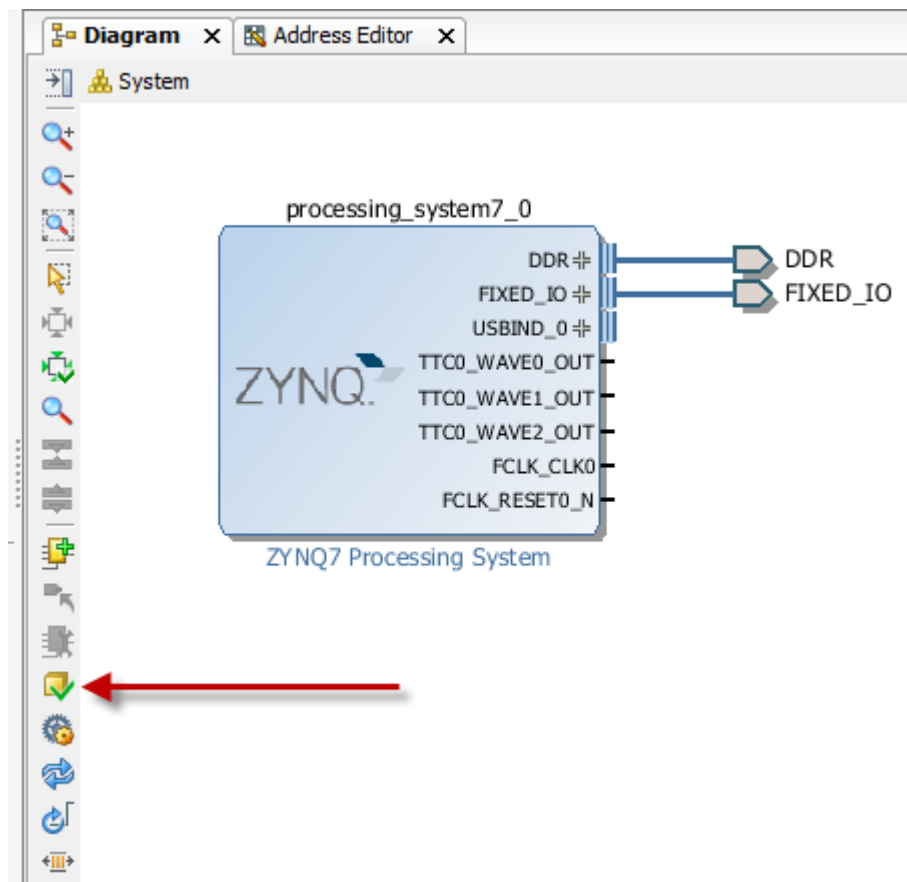 Diagram
Address Editor
System
processing_system7_0
DDR
FIXED_IO
USBIND_0
TTC0_WAVE0_OUT
TTC0_WAVE1_OUT
TTC0_WAVE2_OUT
FCLK_CLK0
FCLK_RESET0_N
ZYNQ
DDR
FIXED_IO
ZYNQ7 Processing System